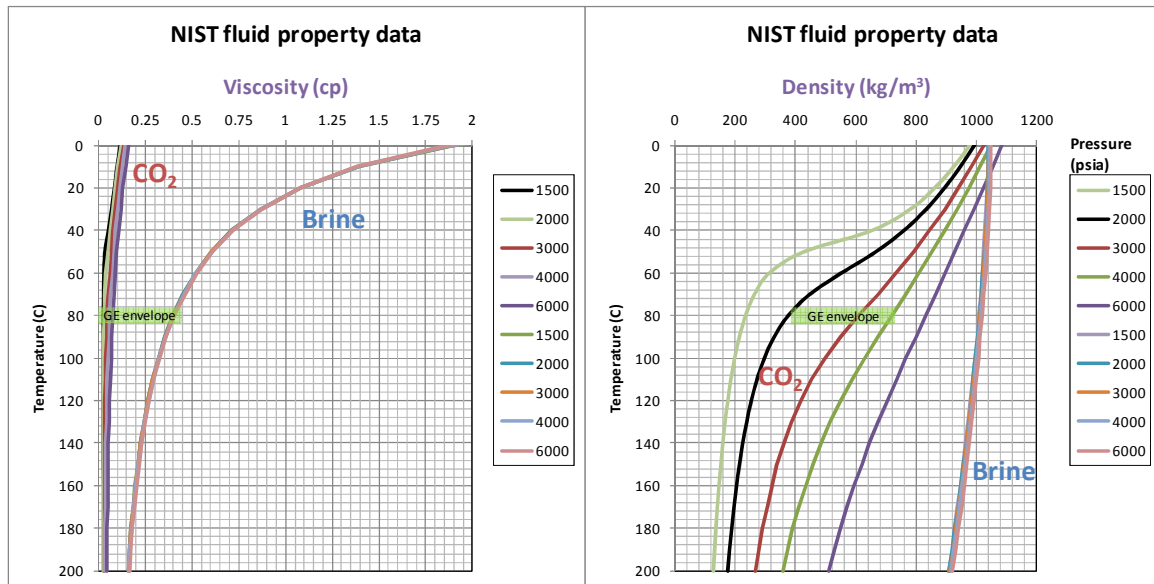 NIST fluid property data
Viscosity (cp)
0 0.25 0.5 0.75 1 1.25 1.5 1.75 2
Temperature (C)
0
20
40
60
80
100
120
140
160
180
200
CO2
Brine
GE envelope
1500
2000
3000
4000
6000
1500
2000
3000
4000
6000
NIST fluid property data
Density (kg/m³)
0 200 400 600 800 1000 1200
Temperature (C)
0
20
40
60
80
100
120
140
160
180
200
GE envelope
CO2
Brine
Pressure
(psia)
1500
2000
3000
4000
6000
1500
2000
3000
4000
6000